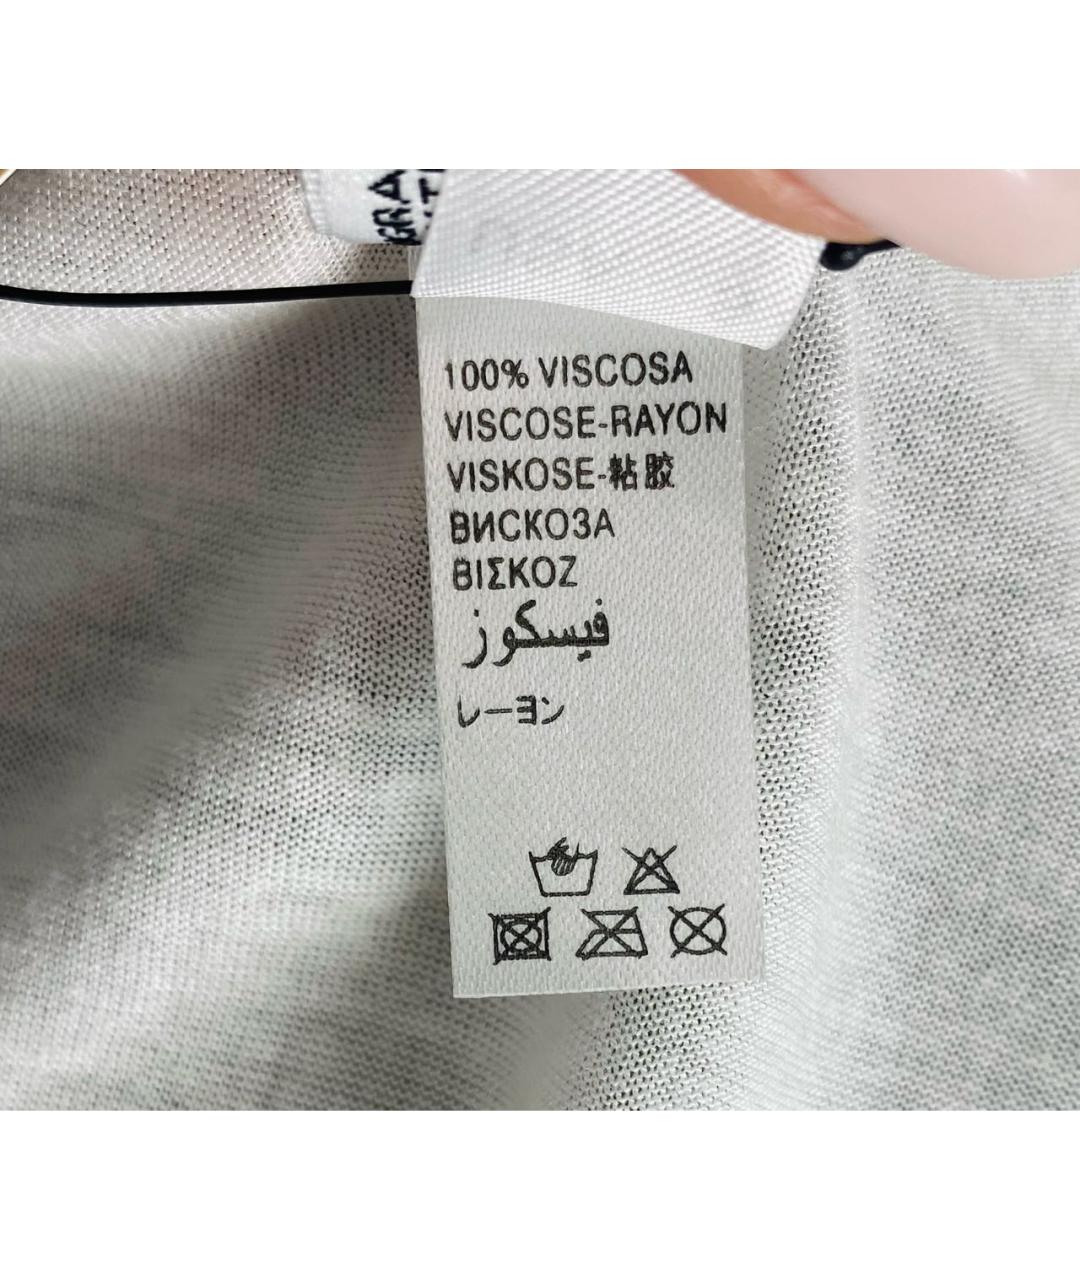 100% VISCOSA
VISCOSE-RAYON
VISKOSE-粘胶
ВИСКОЗА
ΒΙΣΚΟΖ
فيسكوز
レーヨン